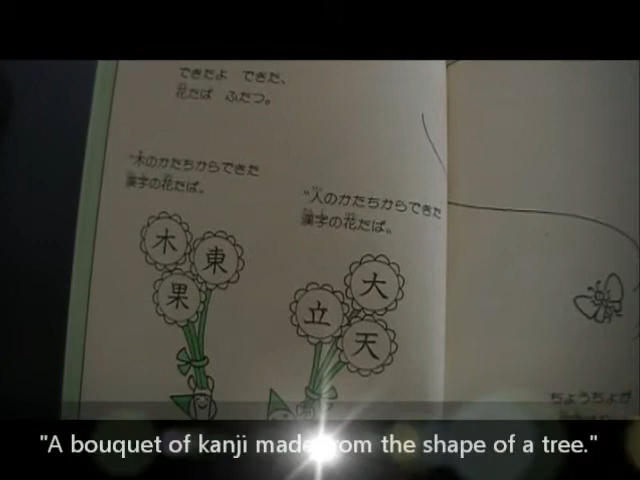 できたよ できた、
花たば ふたつ。
"木のかたちからできた
漢字の花たば。
"人のかたちからできた
漢字の花たば。
木
東
果
大
立
天
ちょうちょが
"A bouquet of kanji made from the shape of a tree."